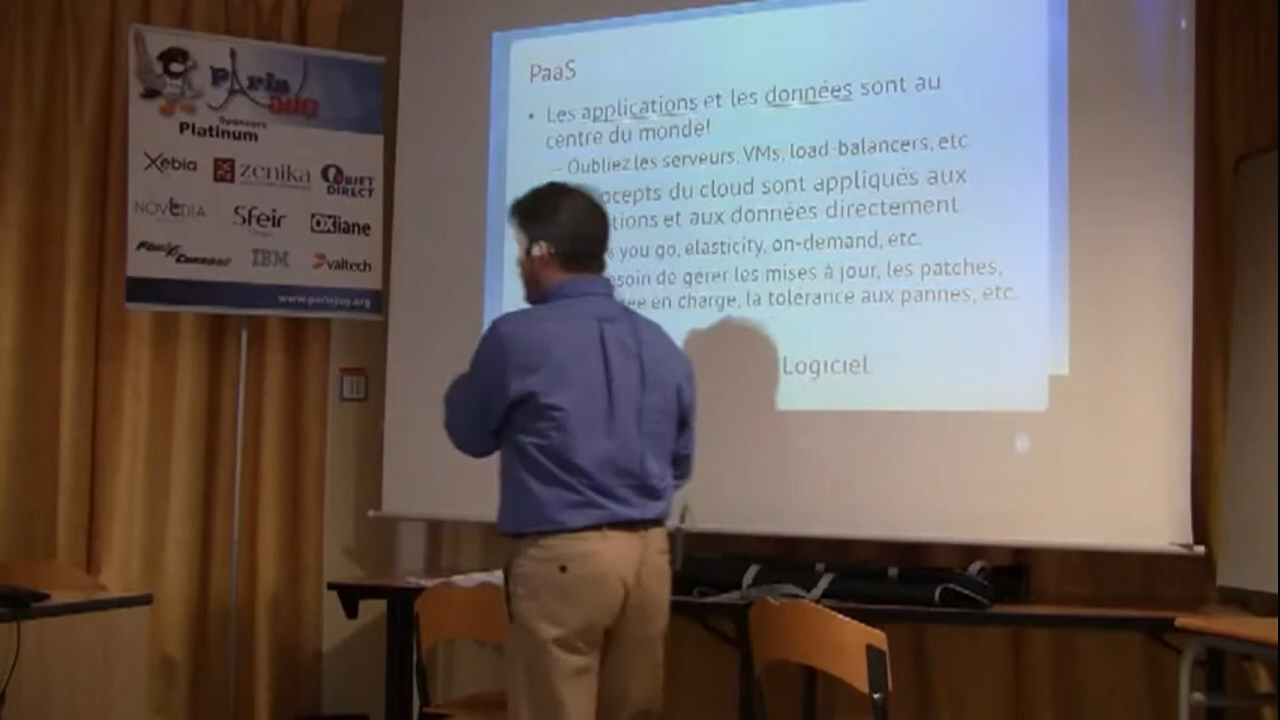 Paris
JUG
Sponsors
Platinum
Xebia
zenika
OBJET
DIRECT
NOVEDIA
Sfeir
OXiane
IBM
valtech
www.parisjug.org
PaaS
• Les applications et les données sont au
centre du monde!
– Oubliez les serveurs, VMs, load-balancers, etc
ncepts du cloud sont appliqués aux
tions et aux données directement
you go, elasticity, on-demand, etc.
soin de gerer les mises à jour, les patches,
ee en charge, la tolerance aux pannes, etc.
Logiciel